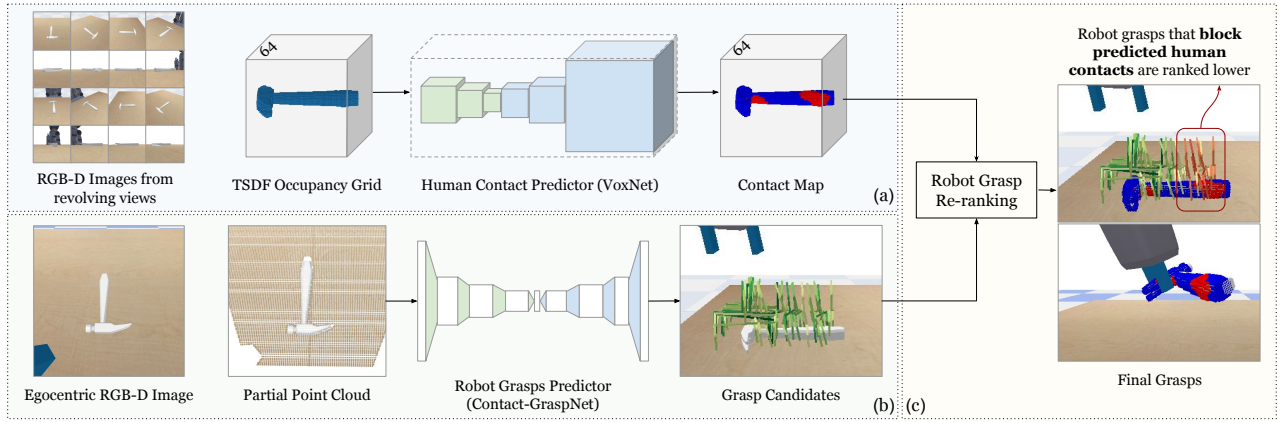 64
64
RGB-D Images from
revolving views
TSDF Occupancy Grid
Human Contact Predictor (VoxNet)
Contact Map
(a)
Egocentric RGB-D Image
Partial Point Cloud
Robot Grasps Predictor
(Contact-GraspNet)
Grasp Candidates
(b)
Robot grasps that block
predicted human
contacts are ranked lower
Robot Grasp
Re-ranking
Final Grasps
(c)